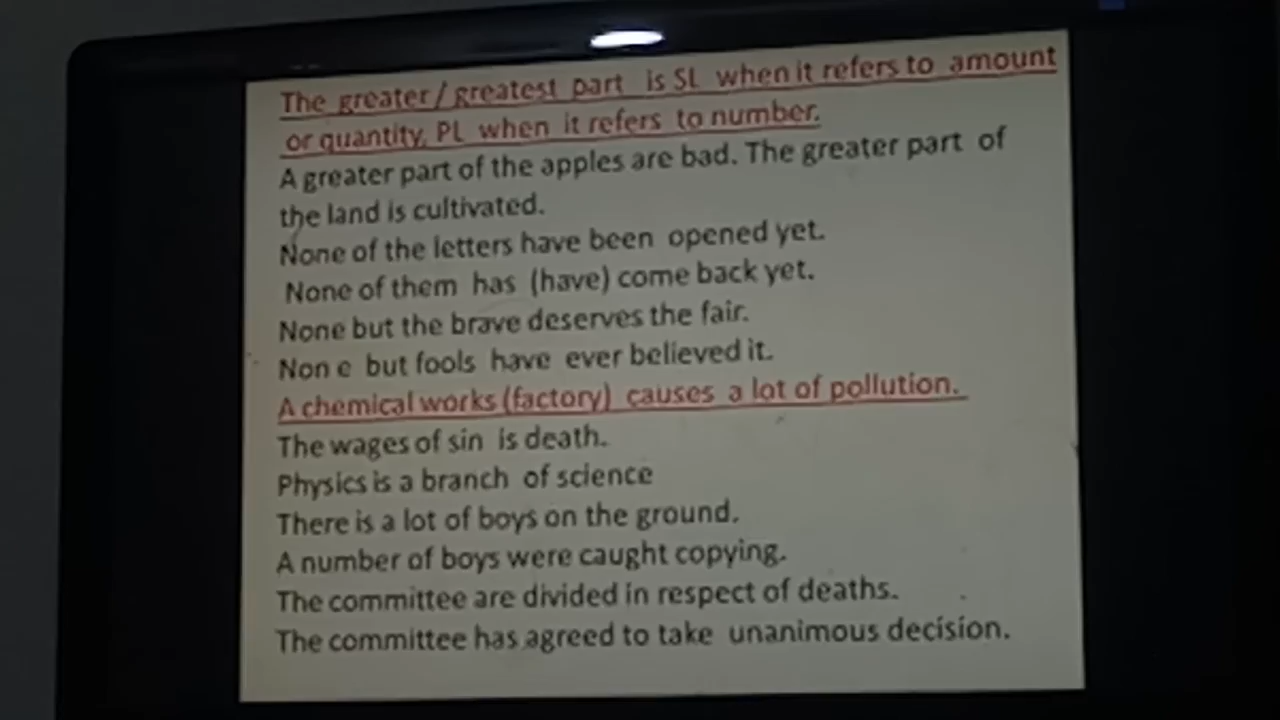 The greater / greatest part is SL when it refers to amount
or quantity, PL when it refers to number.
A greater part of the apples are bad. The greater part of
the land is cultivated.
None of the letters have been opened yet.
None of them has (have) come back yet.
None but the brave deserves the fair.
Non e but fools have ever believed it.
A chemical works (factory) causes a lot of pollution.
The wages of sin is death.
Physics is a branch of science
There is a lot of boys on the ground.
A number of boys were caught copying.
The committee are divided in respect of deaths.
The committee has agreed to take unanimous decision.